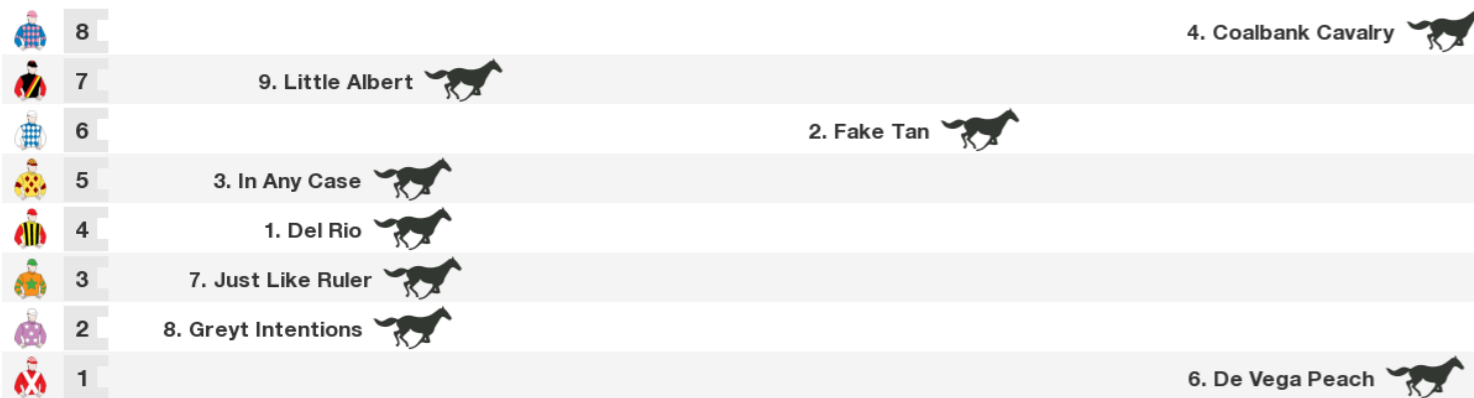 8 4. Coalbank Cavalry
7 9. Little Albert
6 2. Fake Tan
5 3. In Any Case
4 1. Del Rio
3 7. Just Like Ruler
2 8. Greyt Intentions
1 6. De Vega Peach